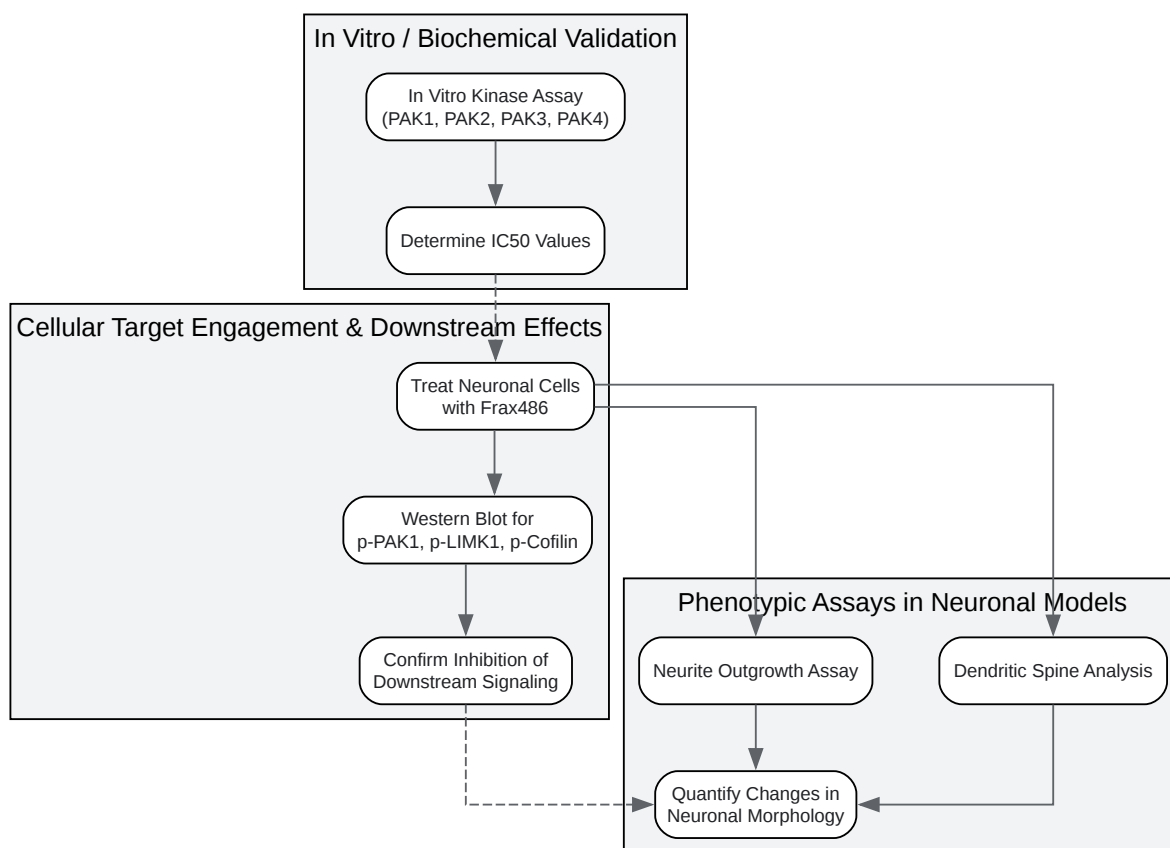 In Vitro / Biochemical Validation
In Vitro Kinase Assay
(PAK1, PAK2, PAK3, PAK4)
Determine IC50 Values
Cellular Target Engagement & Downstream Effects
Treat Neuronal Cells
with Frax486
Western Blot for
p-PAK1, p-LIMK1, p-Cofilin
Confirm Inhibition of
Downstream Signaling
Phenotypic Assays in Neuronal Models
Neurite Outgrowth Assay
Dendritic Spine Analysis
Quantify Changes in
Neuronal Morphology